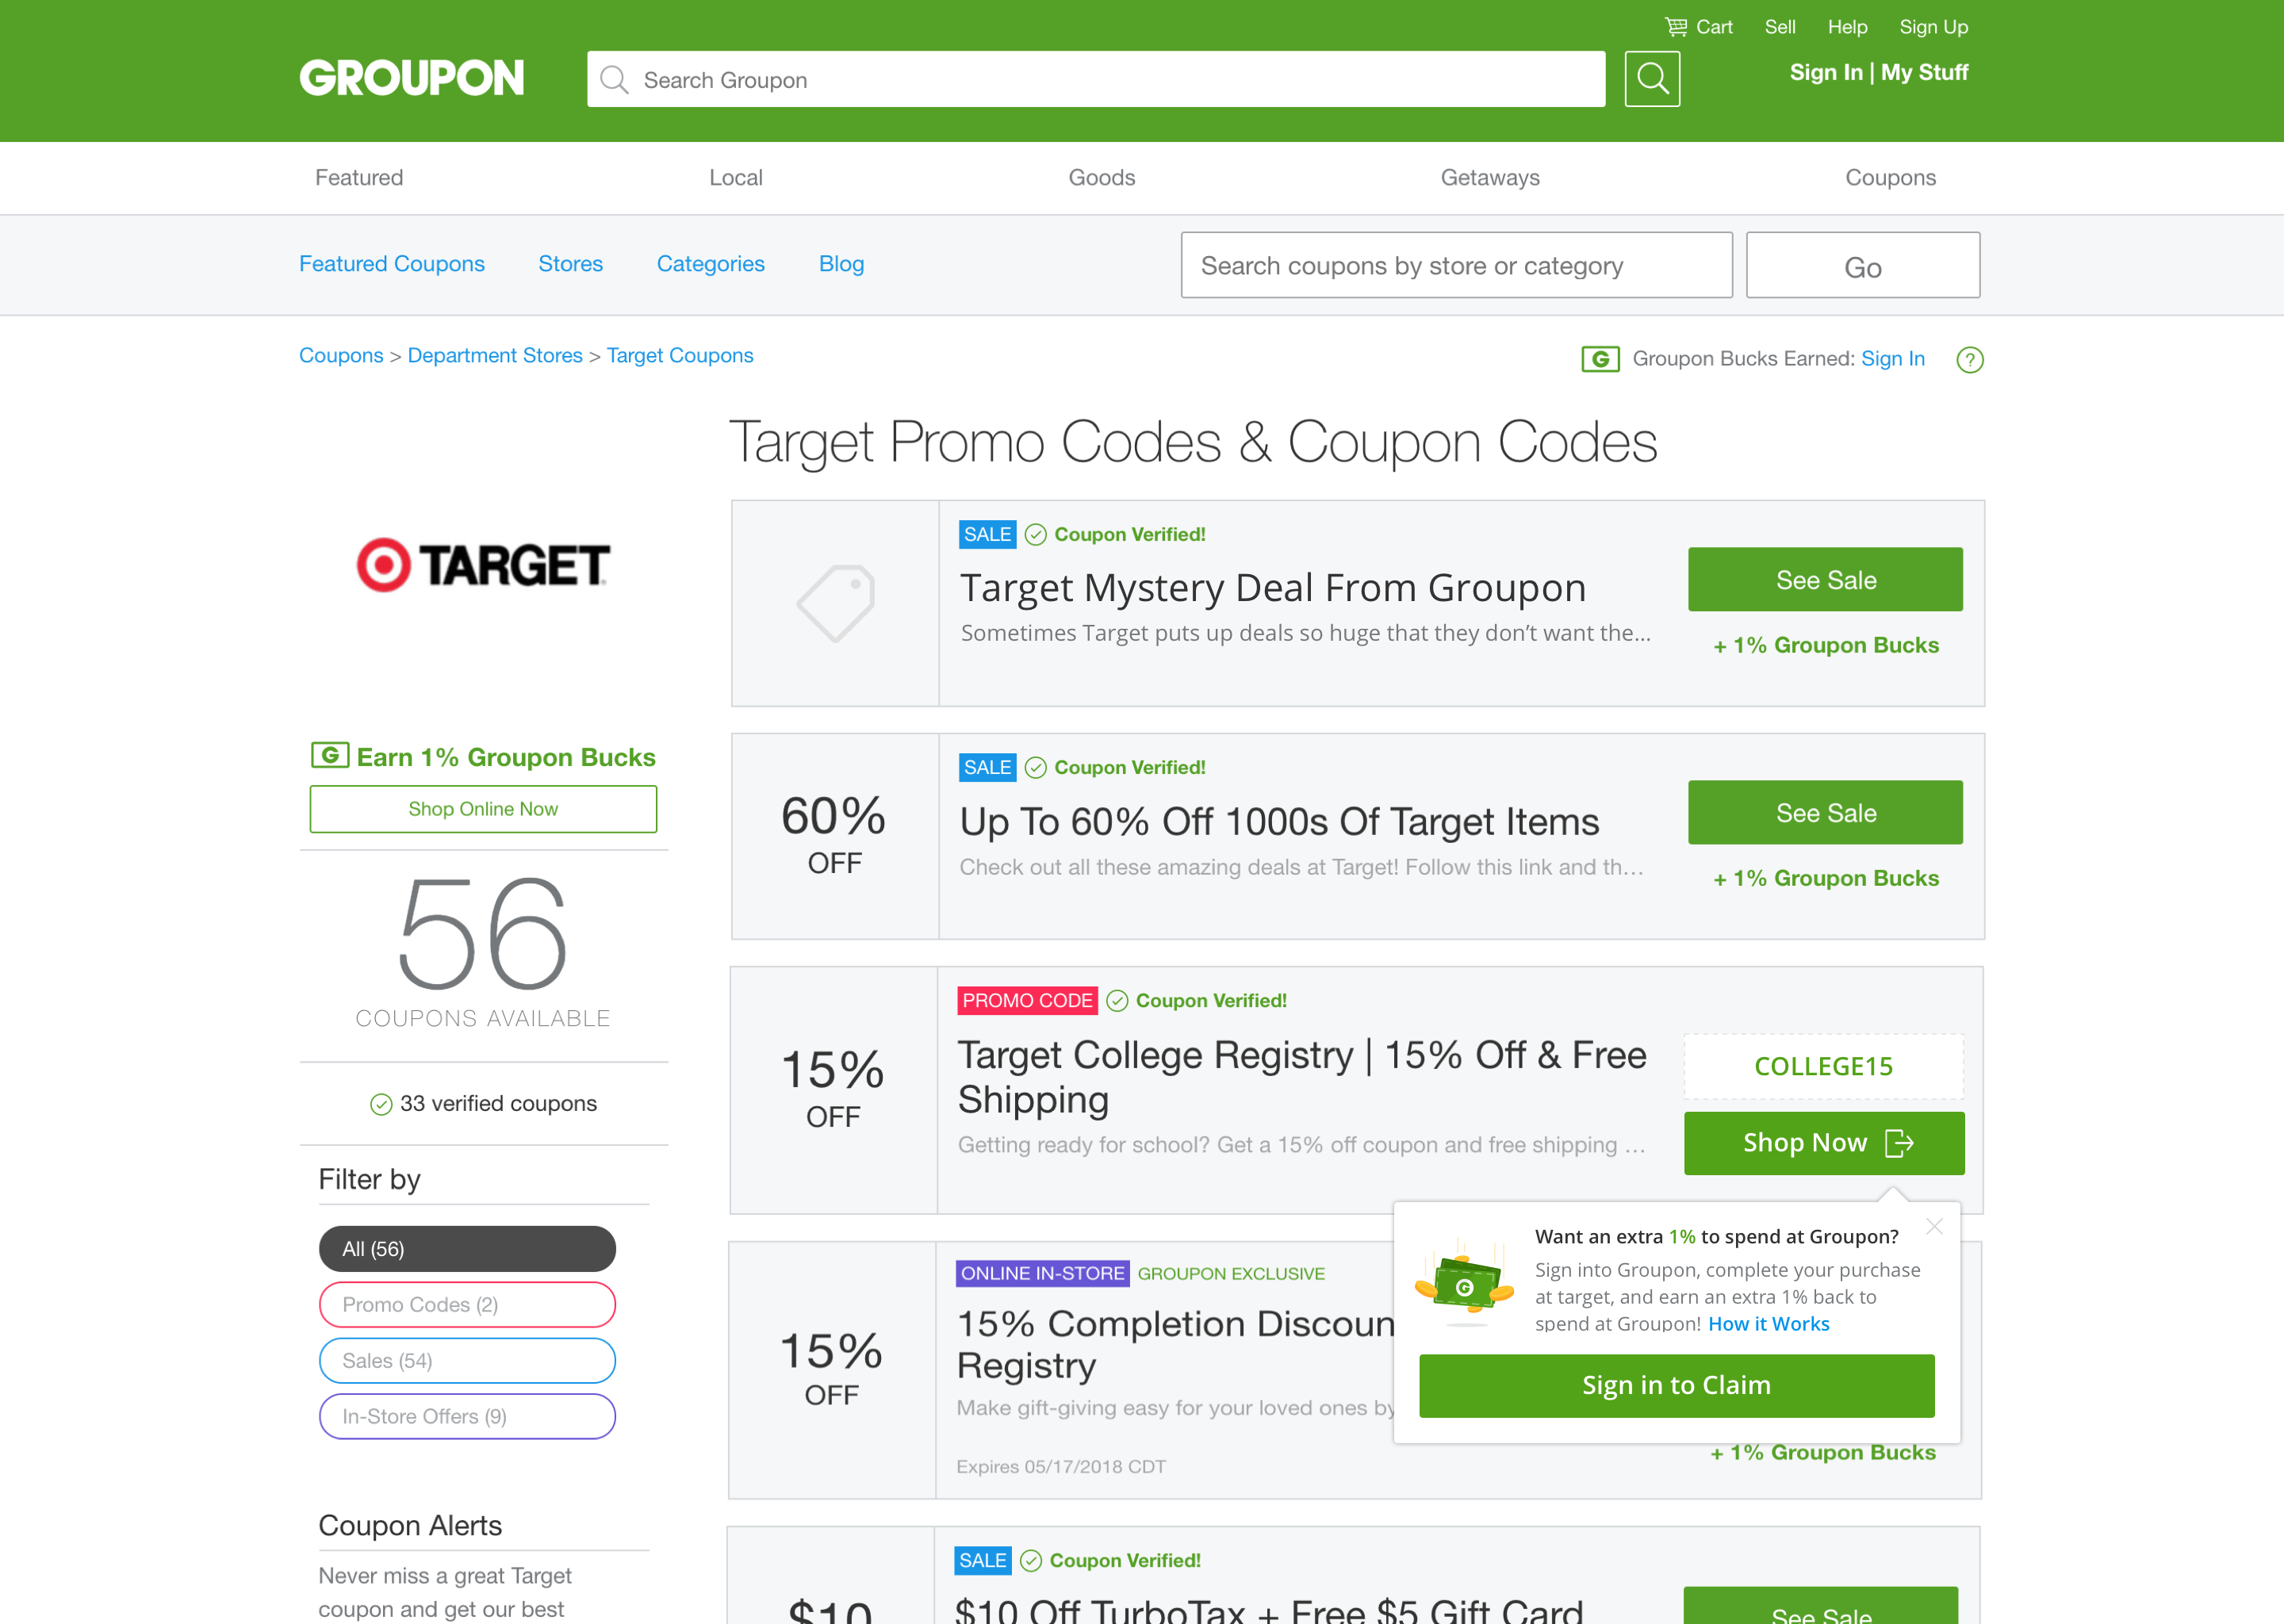 Cart Sell Help Sign Up
GROUPON
Search Groupon
Sign In | My Stuff
Featured Local Goods Getaways Coupons
Featured Coupons Stores Categories Blog
Search coupons by store or category
Go
Coupons > Department Stores > Target Coupons
G Groupon Bucks Earned: Sign In ?
Target Promo Codes & Coupon Codes
TARGET
G Earn 1% Groupon Bucks
Shop Online Now
56
COUPONS AVAILABLE
33 verified coupons
Filter by
All (56)
Promo Codes (2)
Sales (54)
In-Store Offers (9)
Coupon Alerts
Never miss a great Target
coupon and get our best
SALE Coupon Verified!
Target Mystery Deal From Groupon
Sometimes Target puts up deals so huge that they don’t want the...
See Sale
+ 1% Groupon Bucks
60%
OFF
SALE Coupon Verified!
Up To 60% Off 1000s Of Target Items
Check out all these amazing deals at Target! Follow this link and th...
See Sale
+ 1% Groupon Bucks
15%
OFF
PROMO CODE Coupon Verified!
Target College Registry | 15% Off & Free
Shipping
Getting ready for school? Get a 15% off coupon and free shipping ...
COLLEGE15
Shop Now
Want an extra 1% to spend at Groupon?
Sign into Groupon, complete your purchase
at target, and earn an extra 1% back to
spend at Groupon! How it Works
G
Sign in to Claim
15%
OFF
ONLINE IN-STORE GROUPON EXCLUSIVE
15% Completion Discoun
Registry
Make gift-giving easy for your loved ones by
Expires 05/17/2018 CDT
+ 1% Groupon Bucks
$10
SALE Coupon Verified!
$10 Off TurboTax + Free $5 Gift Card
See Sale